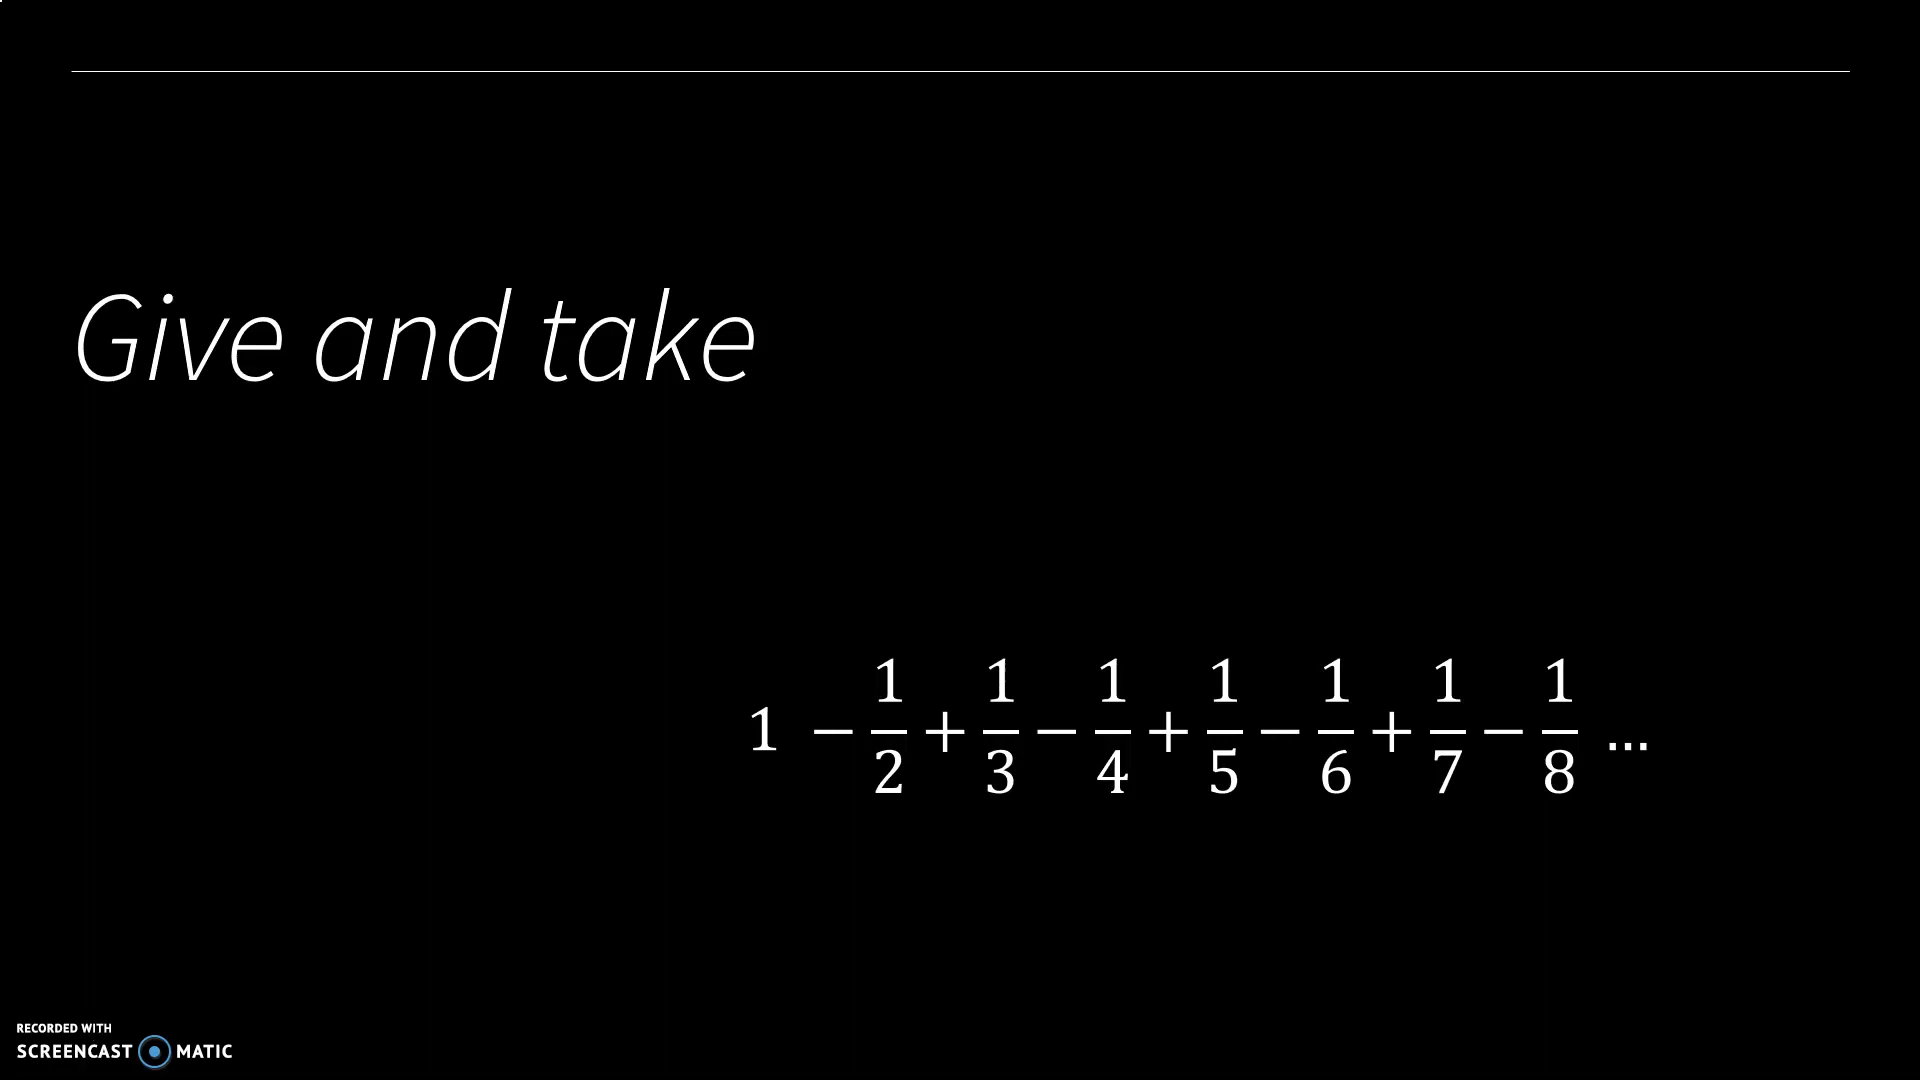 Give and take
1 − 1/2 + 1/3 − 1/4 + 1/5 − 1/6 + 1/7 − 1/8 ...
RECORDED WITH
SCREENCAST MATIC